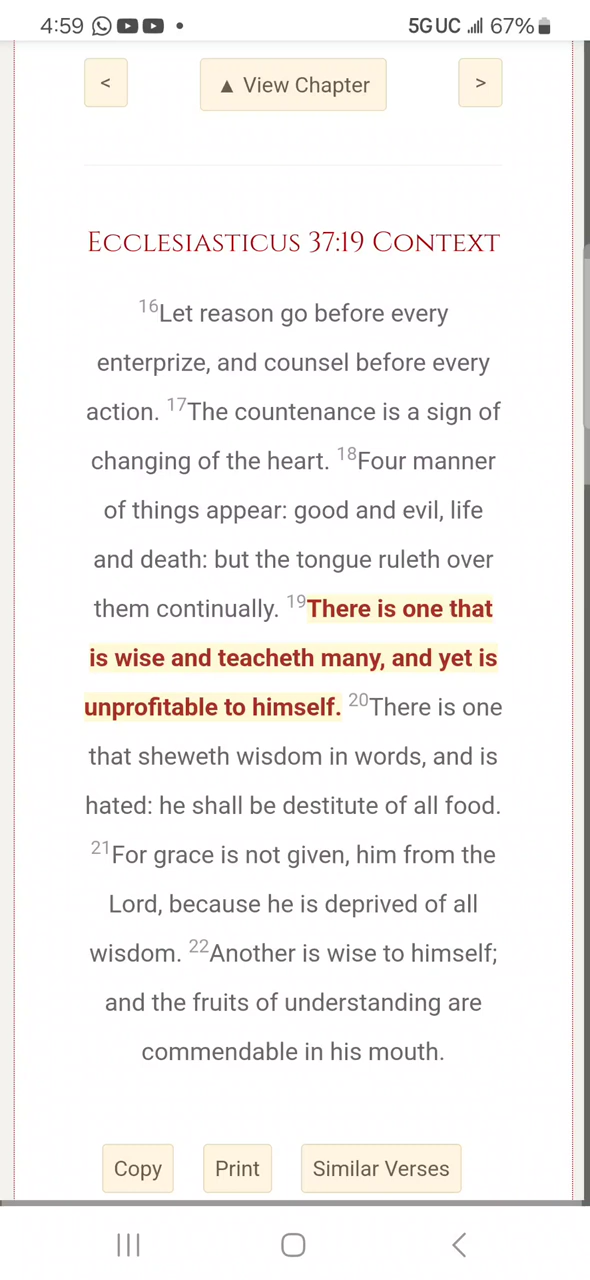 4:59 5G UC 67%
< ▲ View Chapter >
Ecclesiasticus 37:19 Context
16Let reason go before every
enterprize, and counsel before every
action. 17The countenance is a sign of
changing of the heart. 18Four manner
of things appear: good and evil, life
and death: but the tongue ruleth over
them continually. 19There is one that
is wise and teacheth many, and yet is
unprofitable to himself. 20There is one
that sheweth wisdom in words, and is
hated: he shall be destitute of all food.
21For grace is not given, him from the
Lord, because he is deprived of all
wisdom. 22Another is wise to himself;
and the fruits of understanding are
commendable in his mouth.
Copy Print Similar Verses